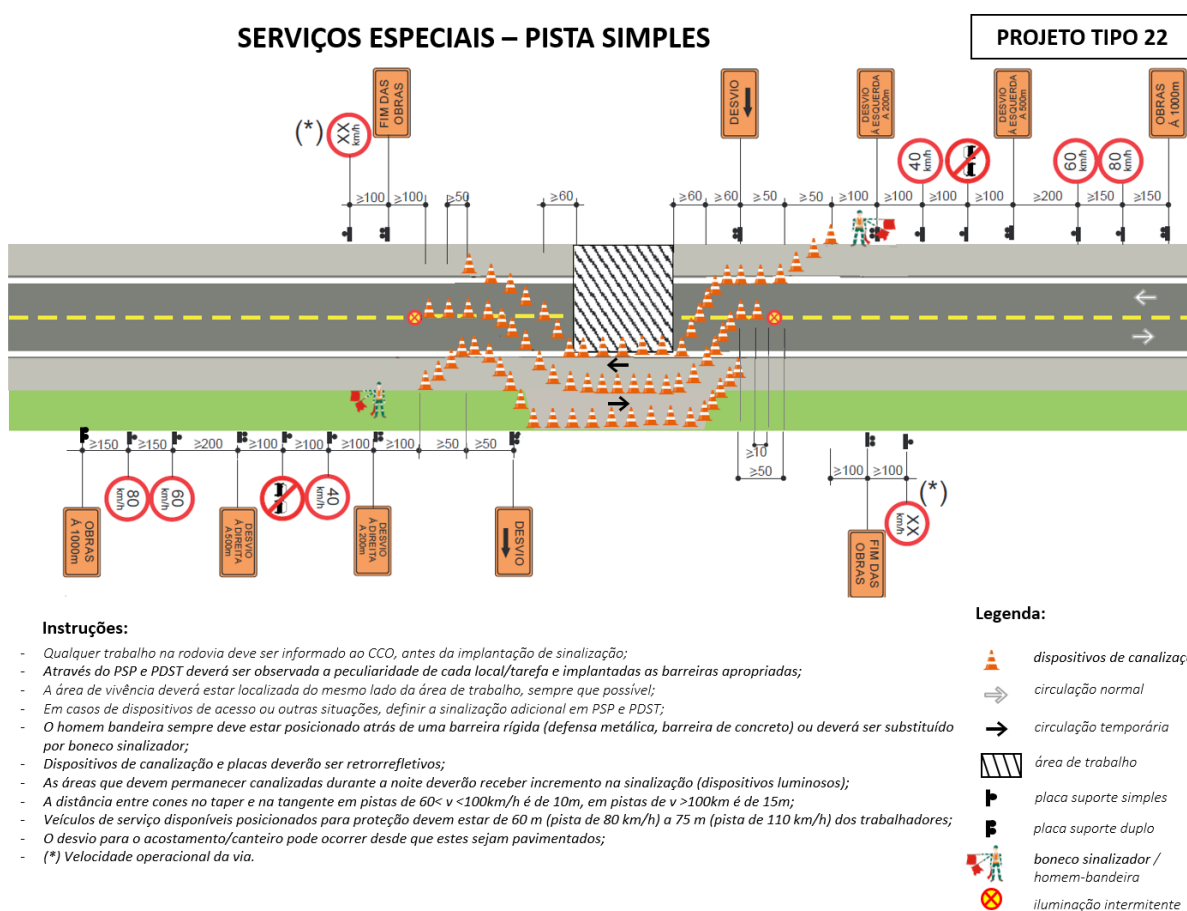 SERVIÇOS ESPECIAIS – PISTA SIMPLES
PROJETO TIPO 22
(*)
XX
km/h
FIM DAS
OBRAS
DESVIO
DESVIO
Á ESQUERDA
A 200m
40
km/h
DESVIO
Á ESQUERDA
A 500m
60
km/h
80
km/h
OBRAS
Á 1000m
≥100 ≥100 ≥50 ≥60 ≥60 ≥60 ≥50 ≥50 ≥100 ≥100 ≥100 ≥100 ≥200 ≥150 ≥150
≥150 ≥150 ≥200 ≥100 ≥100 ≥100 ≥100 ≥50 ≥50
≥10
≥50
≥100 ≥100
OBRAS
Á 1000m
80
km/h
60
km/h
DESVIO
Á DIREITA
A 500m
40
km/h
DESVIO
Á DIREITA
A 200m
DESVIO
FIM DAS
OBRAS
XX
km/h
(*)
Instruções:
- Qualquer trabalho na rodovia deve ser informado ao CCO, antes da implantação de sinalização;
- Através do PSP e PDST deverá ser observada a peculiaridade de cada local/tarefa e implantadas as barreiras apropriadas;
- A área de vivência deverá estar localizada do mesmo lado da área de trabalho, sempre que possível;
- Em casos de dispositivos de acesso ou outras situações, definir a sinalização adicional em PSP e PDST;
- O homem bandeira sempre deve estar posicionado atrás de uma barreira rígida (defensa metálica, barreira de concreto) ou deverá ser substituído
por boneco sinalizador;
- Dispositivos de canalização e placas deverão ser retrorrefletivos;
- As áreas que devem permanecer canalizadas durante a noite deverão receber incremento na sinalização (dispositivos luminosos);
- A distância entre cones no taper e na tangente em pistas de 60< v <100km/h é de 10m, em pistas de v >100km é de 15m;
- Veículos de serviço disponíveis posicionados para proteção devem estar de 60 m (pista de 80 km/h) a 75 m (pista de 110 km/h) dos trabalhadores;
- O desvio para o acostamento/canteiro pode ocorrer desde que estes sejam pavimentados;
- (*) Velocidade operacional da via.
Legenda:
dispositivos de canalizaç
circulação normal
circulação temporária
área de trabalho
placa suporte simples
placa suporte duplo
boneco sinalizador /
homem-bandeira
iluminação intermitente